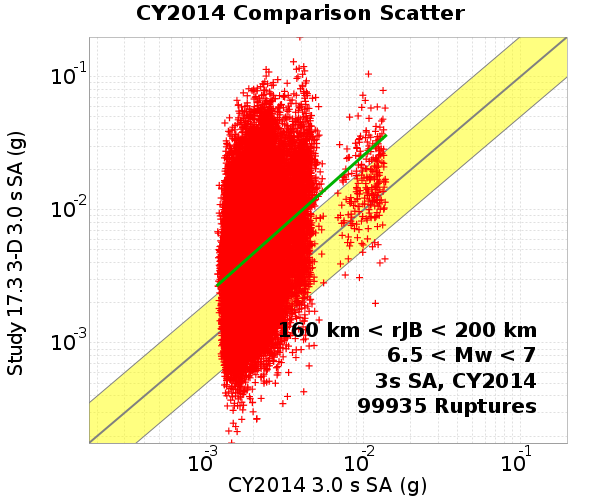 CY2014 Comparison Scatter
Study 17.3 3-D 3.0 s SA (g)
10-1
10-2
10-3
160 km < rJB < 200 km
6.5 < Mw < 7
3s SA, CY2014
99935 Ruptures
10-3 10-2 10-1
CY2014 3.0 s SA (g)